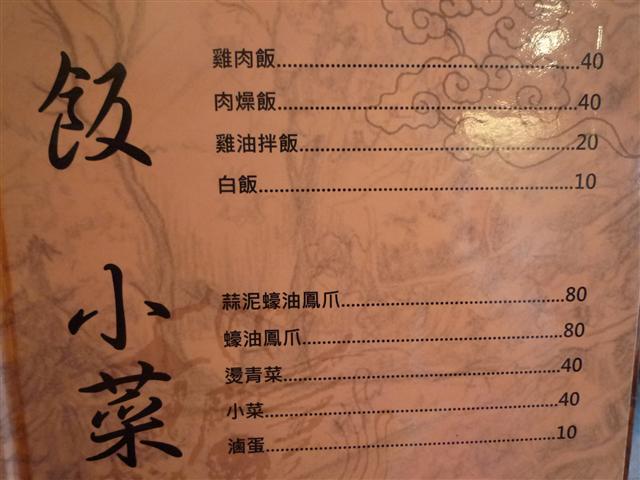 飯
雞肉飯 40
肉燥飯 40
雞油拌飯 20
白飯 10
小菜
蒜泥蠔油鳳爪 80
蠔油鳳爪 80
燙青菜 40
小菜 40
滷蛋 10